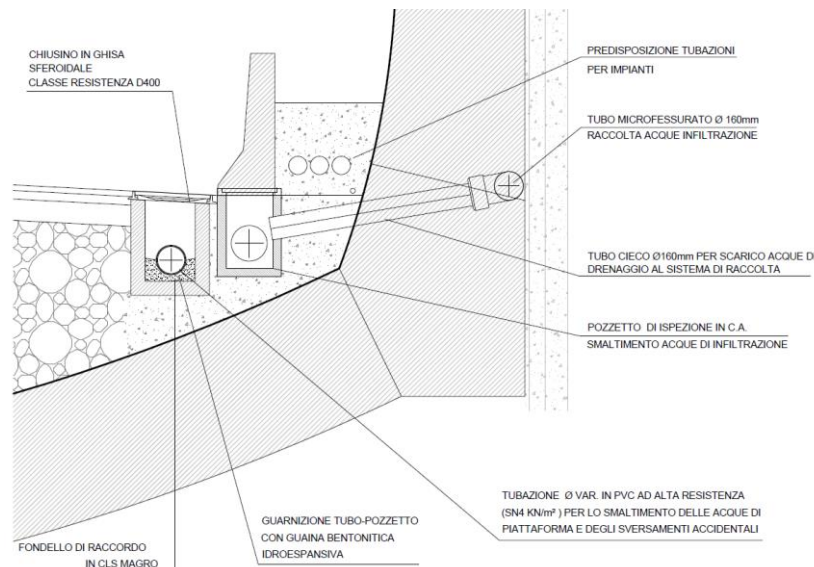 CHIUSINO IN GHISA
SFEROIDALE
CLASSE RESISTENZA D400
PREDISPOSIZIONE TUBAZIONI
PER IMPIANTI
TUBO MICROFESSURATO Ø 160mm
RACCOLTA ACQUE INFILTRAZIONE
TUBO CIECO Ø160mm PER SCARICO ACQUE D
DRENAGGIO AL SISTEMA DI RACCOLTA
POZZETTO DI ISPEZIONE IN C.A.
SMALTIMENTO ACQUE DI INFILTRAZIONE
TUBAZIONE Ø VAR. IN PVC AD ALTA RESISTENZA
(SN4 KN/m² ) PER LO SMALTIMENTO DELLE ACQUE DI
PIATTAFORMA E DEGLI SVERSAMENTI ACCIDENTALI
GUARNIZIONE TUBO-POZZETTO
CON GUAINA BENTONITICA
IDROESPANSIVA
FONDELLO DI RACCORDO
IN CLS MAGRO